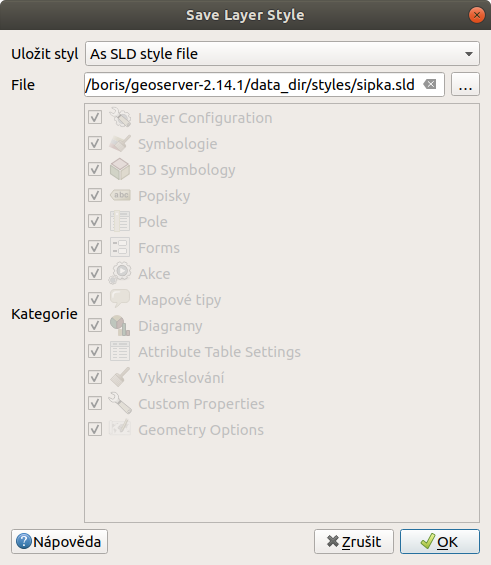 Save Layer Style
Uložit styl As SLD style file
File /boris/geoserver-2.14.1/data_dir/styles/sipka.sld ...
Layer Configuration
Symbologie
3D Symbology
abc Popisky
Pole
Forms
Akce
Mapové tipy
Kategorie
Diagramy
Attribute Table Settings
Vykreslování
Custom Properties
Geometry Options
Nápověda Zrušit OK